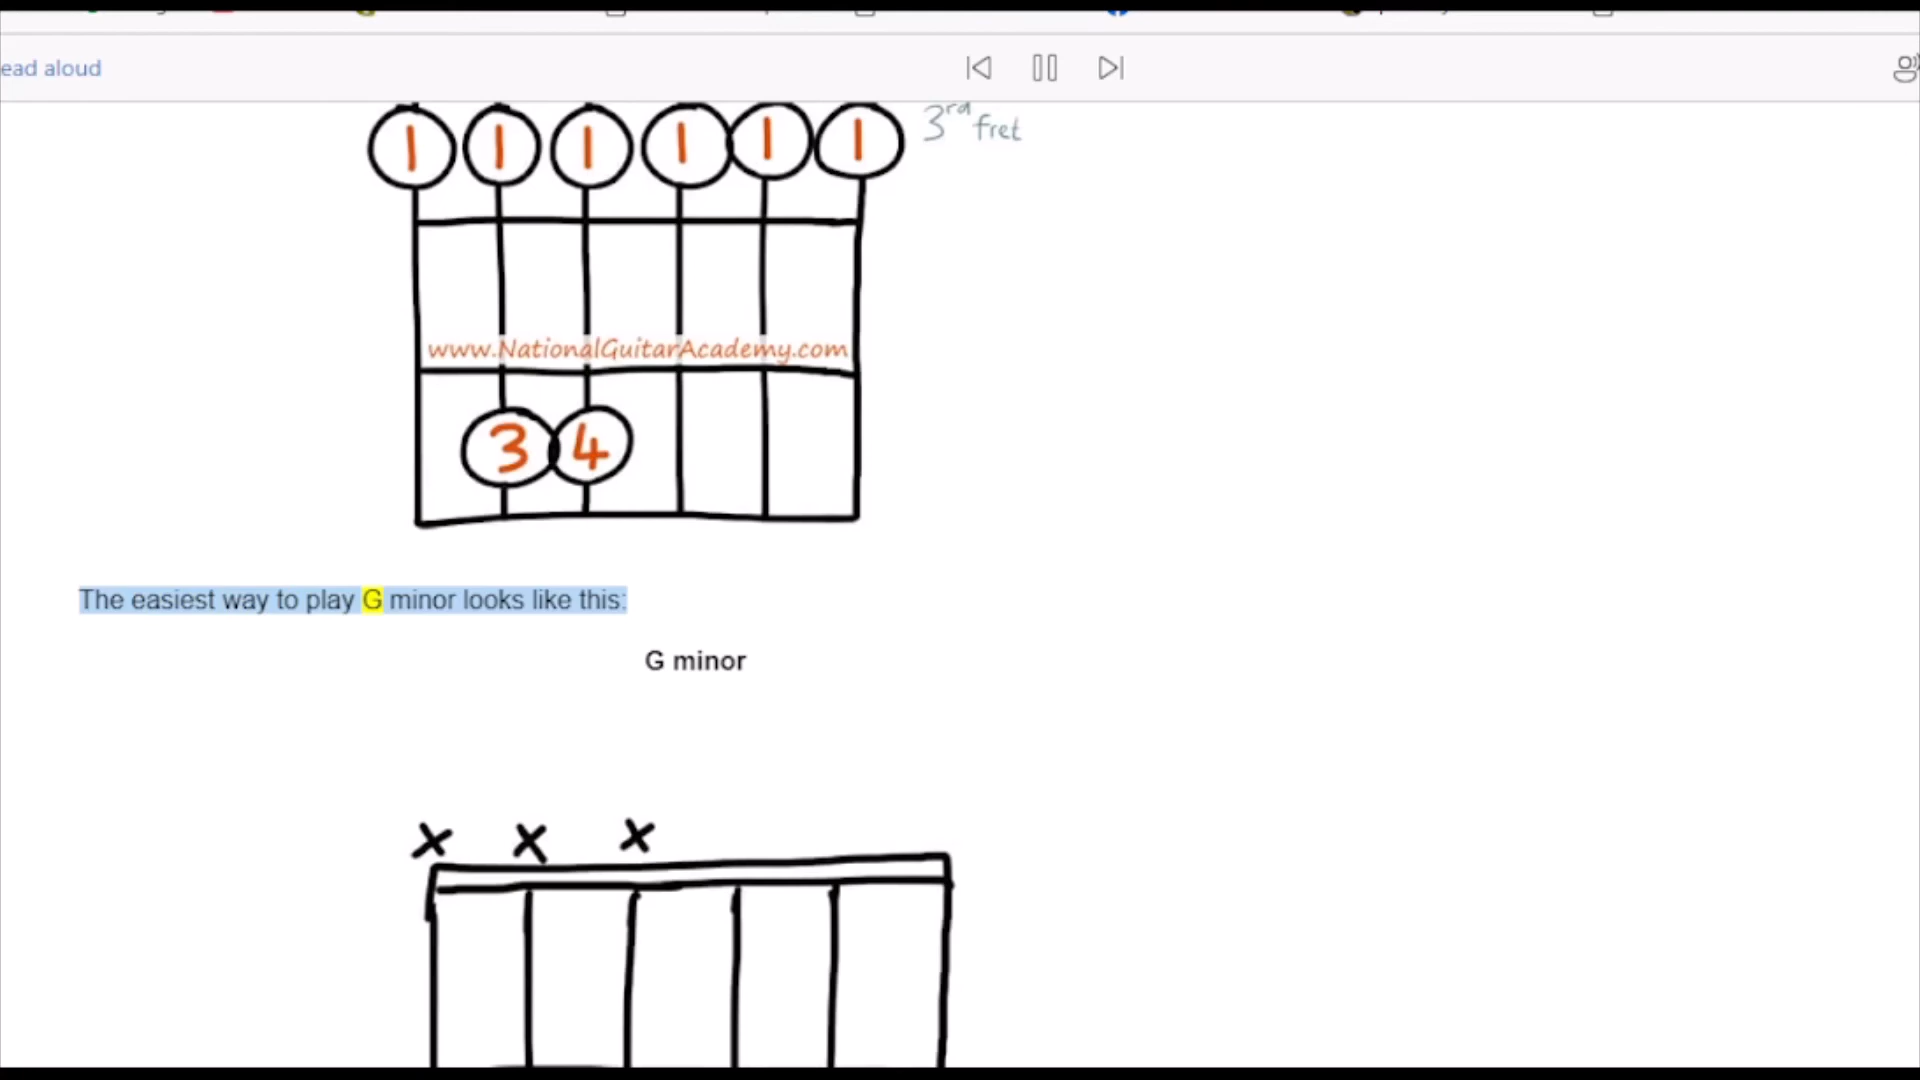 ead aloud
1 1 1 1 1 1 3rd fret
www.NationalGuitarAcademy.com
3 4
The easiest way to play G minor looks like this:
G minor
x x x